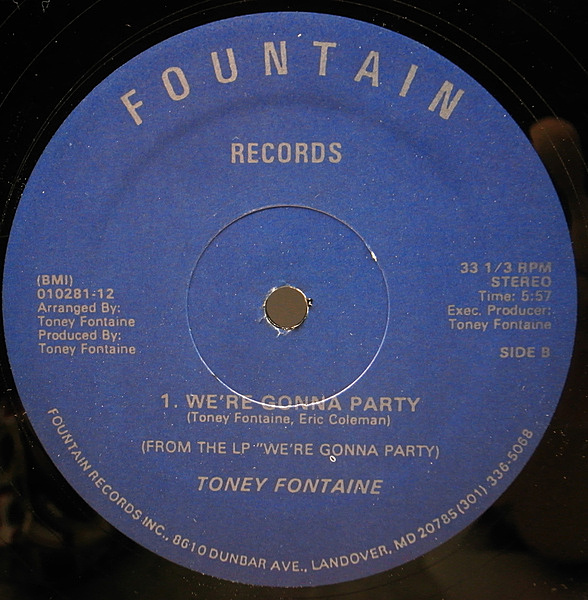 FOUNTAIN
RECORDS
(BMI)
010281-12
Arranged By:
Toney Fontaine
Produced By:
Toney Fontaine
33 1/3 RPM
STEREO
Time: 5:57
Exec. Producer:
Toney Fontaine
SIDE B
1. WE'RE GONNA PARTY
(Toney Fontaine, Eric Coleman)
(FROM THE LP "WE'RE GONNA PARTY)
TONEY FONTAINE
FOUNTAIN RECORDS INC., 8610 DUNBAR AVE., LANDOVER, MD 20785 (301) 336-5068